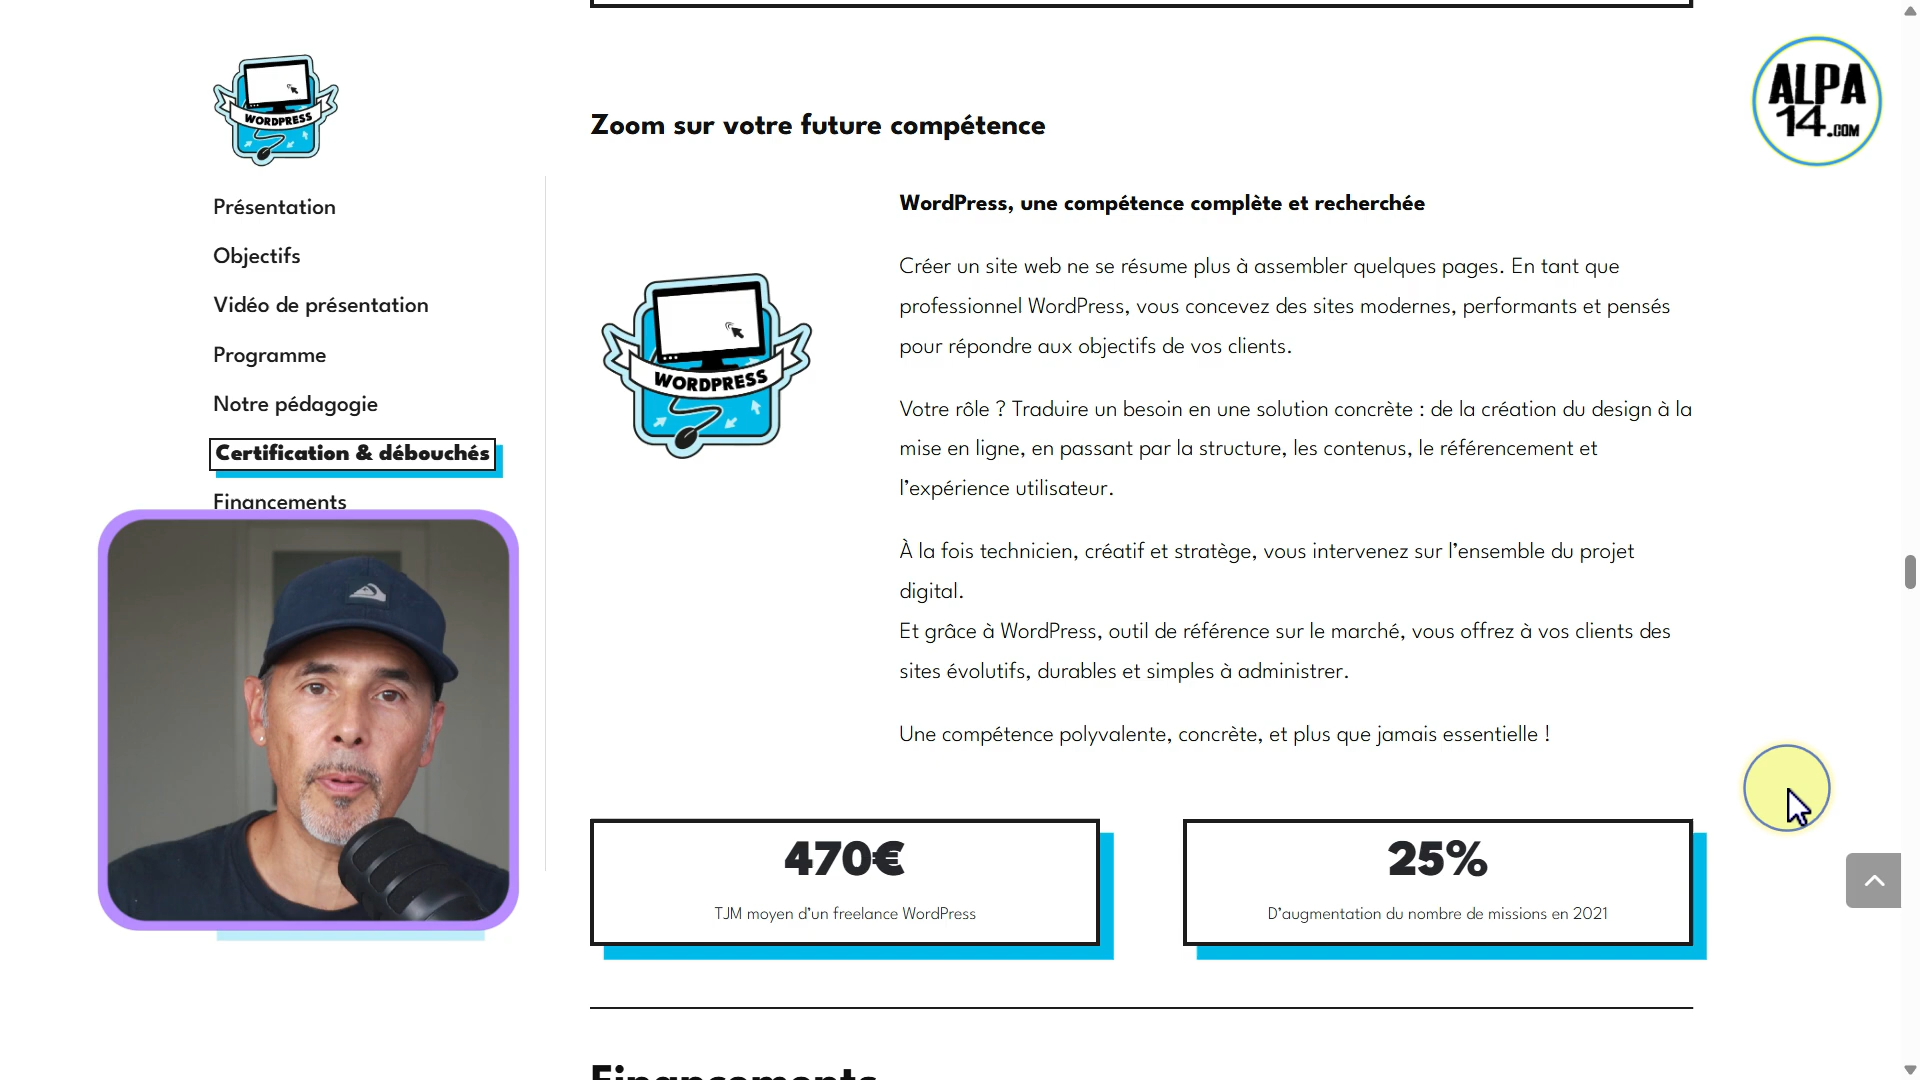 WORDPRESS
Présentation
Objectifs
Vidéo de présentation
Programme
Notre pédagogie
Certification & débouchés
Financements
ALPA
14.COM
Zoom sur votre future compétence
WORDPRESS
WordPress, une compétence complète et recherchée
Créer un site web ne se résume plus à assembler quelques pages. En tant que
professionnel WordPress, vous concevez des sites modernes, performants et pensés
pour répondre aux objectifs de vos clients.
Votre rôle ? Traduire un besoin en une solution concrète : de la création du design à la
mise en ligne, en passant par la structure, les contenus, le référencement et
l’expérience utilisateur.
À la fois technicien, créatif et stratège, vous intervenez sur l’ensemble du projet
digital.
Et grâce à WordPress, outil de référence sur le marché, vous offrez à vos clients des
sites évolutifs, durables et simples à administrer.
Une compétence polyvalente, concrète, et plus que jamais essentielle !
470€
TJM moyen d’un freelance WordPress
25%
D’augmentation du nombre de missions en 2021
Financements